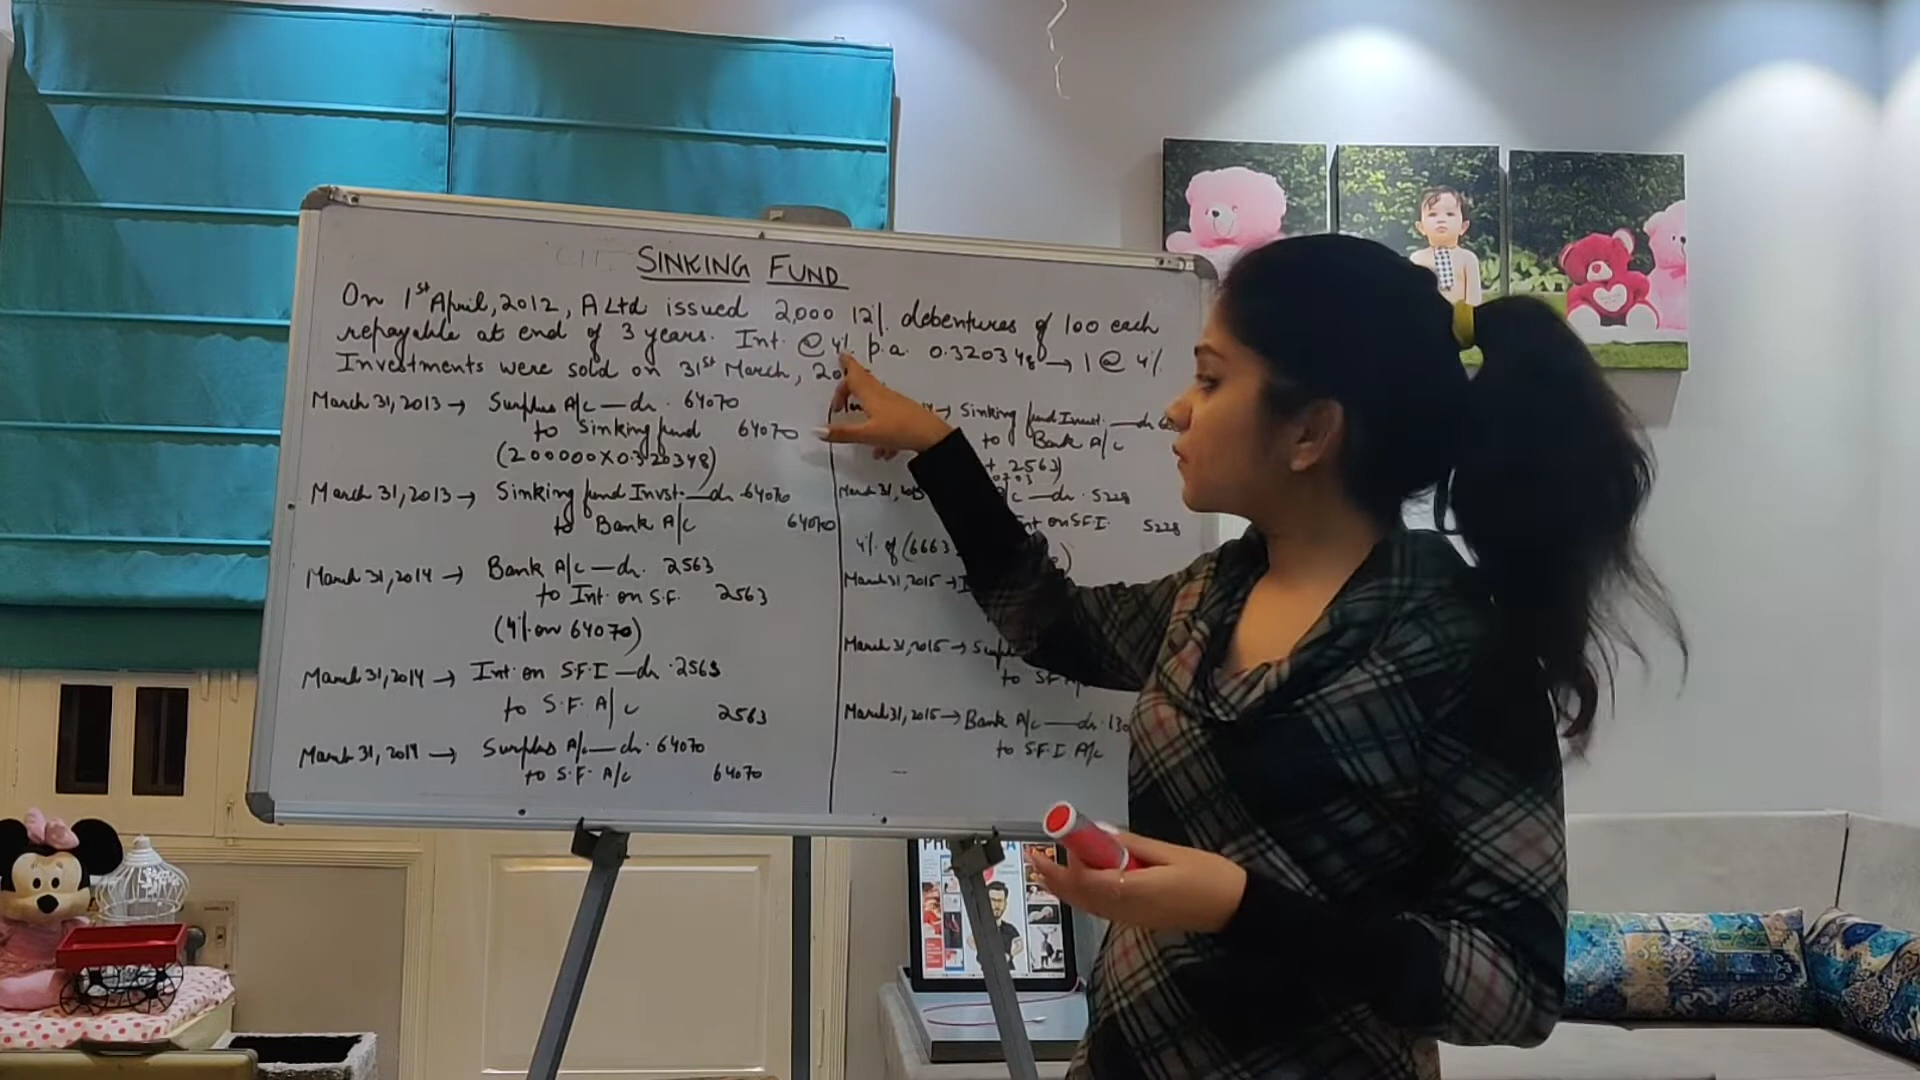 SINKING FUND
On 1st April, 2012, A Ltd issued 2,000 12% debentures of 100 each
repayable at end of 3 years. Int. @ 4% p.a. 0.320348 → 1 @ 4%
Investments were sold on 31st March,
March 31, 2013 → Surplus A/c — dr. 64070
to Sinking fund 64070
(200000 X 0.320348)
March 31, 2013 → Sinking fund Invst. — dr. 64070
to Bank A/c 64070
March 31, 2014 → Bank A/c — dr. 2563
to Int. on S.F. 2563
(4% on 64070)
March 31, 2014 → Int. on S.F.I — dr. 2563
to S.F. A/c 2563
March 31, 2014 → Surplus A/c — dr. 64070
to S.F. A/c 64070
→ Sinking fund Invst. — dr.
to Bank A/c
+ 2563)
March 31, 2015 — dr. 5228
Int on S.F.I. 5228
4% of (6663
March 31, 2015 →
March 31, 2015 →
to S.F.
March 31, 2015 → Bank A/c — dr.
to S.F.I A/c